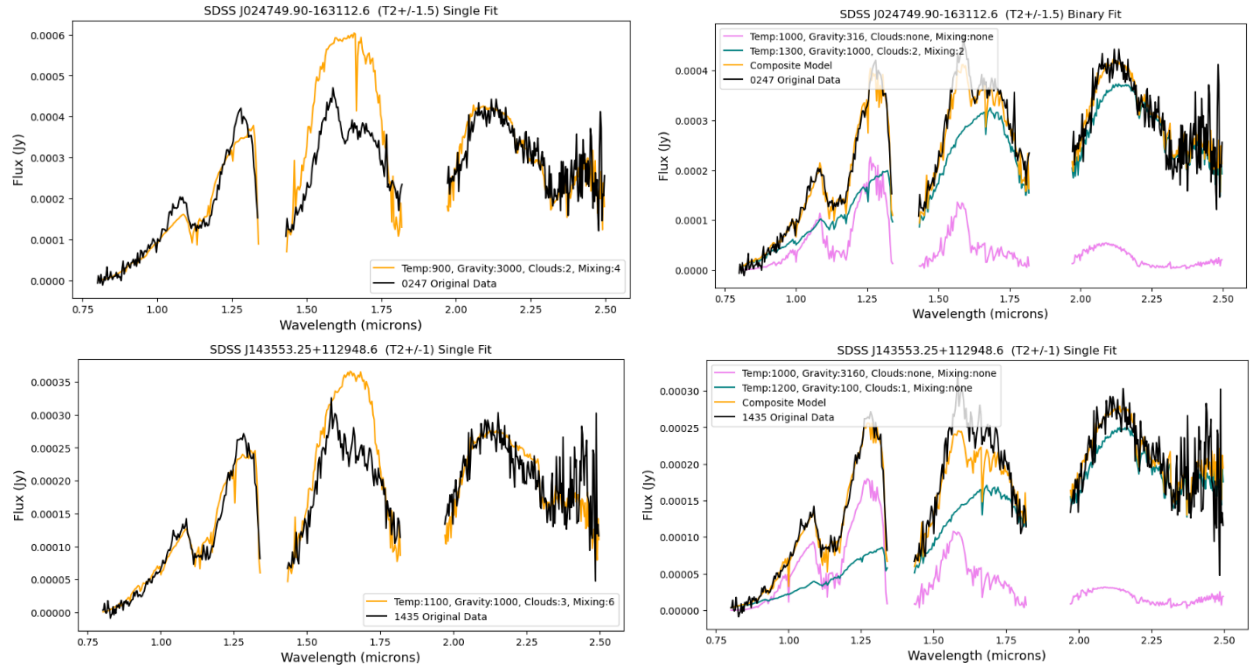 SDSS J024749.90-163112.6 (T2+/-1.5) Single Fit
0.0006
0.0005
0.0004
0.0003
0.0002
0.0001
0.0000
Flux (Jy)
Temp:900, Gravity:3000, Clouds:2, Mixing:4
0247 Original Data
0.75 1.00 1.25 1.50 1.75 2.00 2.25 2.50
Wavelength (microns)
SDSS J024749.90-163112.6 (T2+/-1.5) Binary Fit
Temp:1000, Gravity:316, Clouds:none, Mixing:none
Temp:1300, Gravity:1000, Clouds:2, Mixing:2
Composite Model
0247 Original Data
0.0004
0.0003
0.0002
0.0001
0.0000
Flux (Jy)
0.75 1.00 1.25 1.50 1.75 2.00 2.25 2.50
Wavelength (microns)
SDSS J143553.25+112948.6 (T2+/-1) Single Fit
0.00035
0.00030
0.00025
0.00020
0.00015
0.00010
0.00005
0.00000
Flux (Jy)
Temp:1100, Gravity:1000, Clouds:3, Mixing:6
1435 Original Data
0.75 1.00 1.25 1.50 1.75 2.00 2.25 2.50
Wavelength (microns)
SDSS J143553.25+112948.6 (T2+/-1) Single Fit
Temp:1000, Gravity:3160, Clouds:none, Mixing:none
Temp:1200, Gravity:100, Clouds:1, Mixing:none
Composite Model
1435 Original Data
0.00030
0.00025
0.00020
0.00015
0.00010
0.00005
0.00000
Flux (Jy)
0.75 1.00 1.25 1.50 1.75 2.00 2.25 2.50
Wavelength (microns)